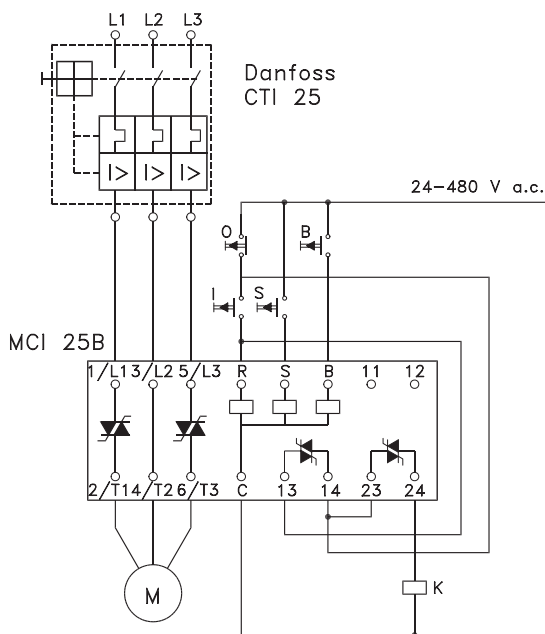 L1 L2 L3
Danfoss
CTI 25
I> I> I>
24-480 V a.c.
O B
I S
MCI 25B
1/L1 3/L2 5/L3 R S B 11 12
2/T1 4/T2 6/T3 C 13 14 23 24
K
M